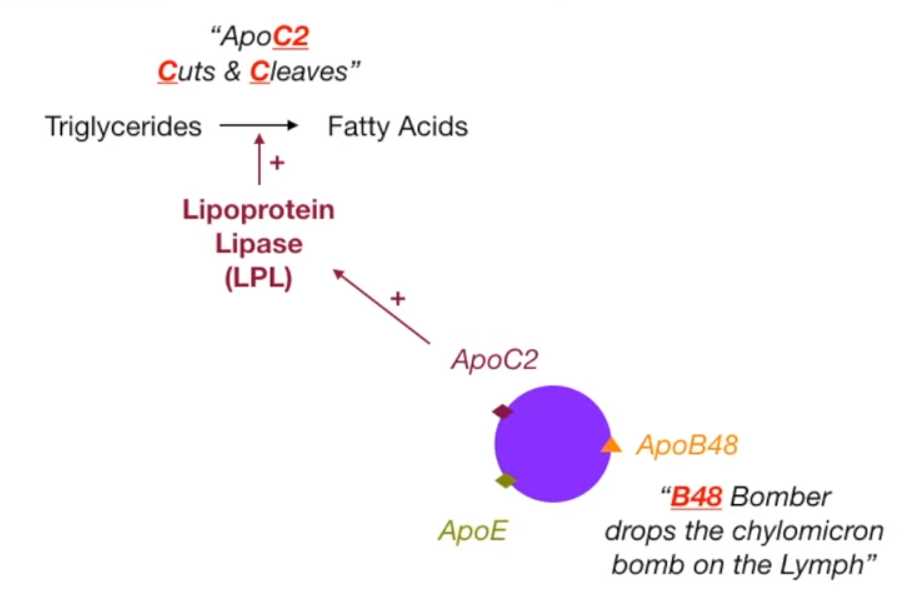 “ApoC2
Cuts & Cleaves”
Triglycerides
Fatty Acids
+
Lipoprotein
Lipase
(LPL)
+
ApoC2
ApoB48
“B48 Bomber
drops the chylomicron
bomb on the Lymph”
ApoE